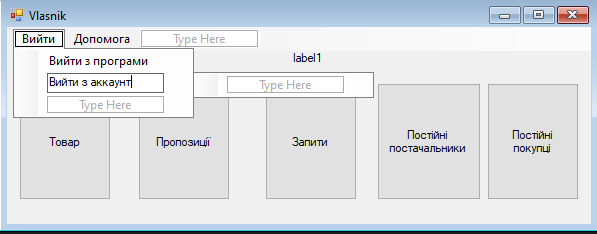 Vlasnik
Вийти Допомога Type Here
Вийти з програми
label1
Вийти з аккаунт
Type Here
Type Here
Товар
Пропозиції
Запити
Постійні
постачальники
Постійні
покупці